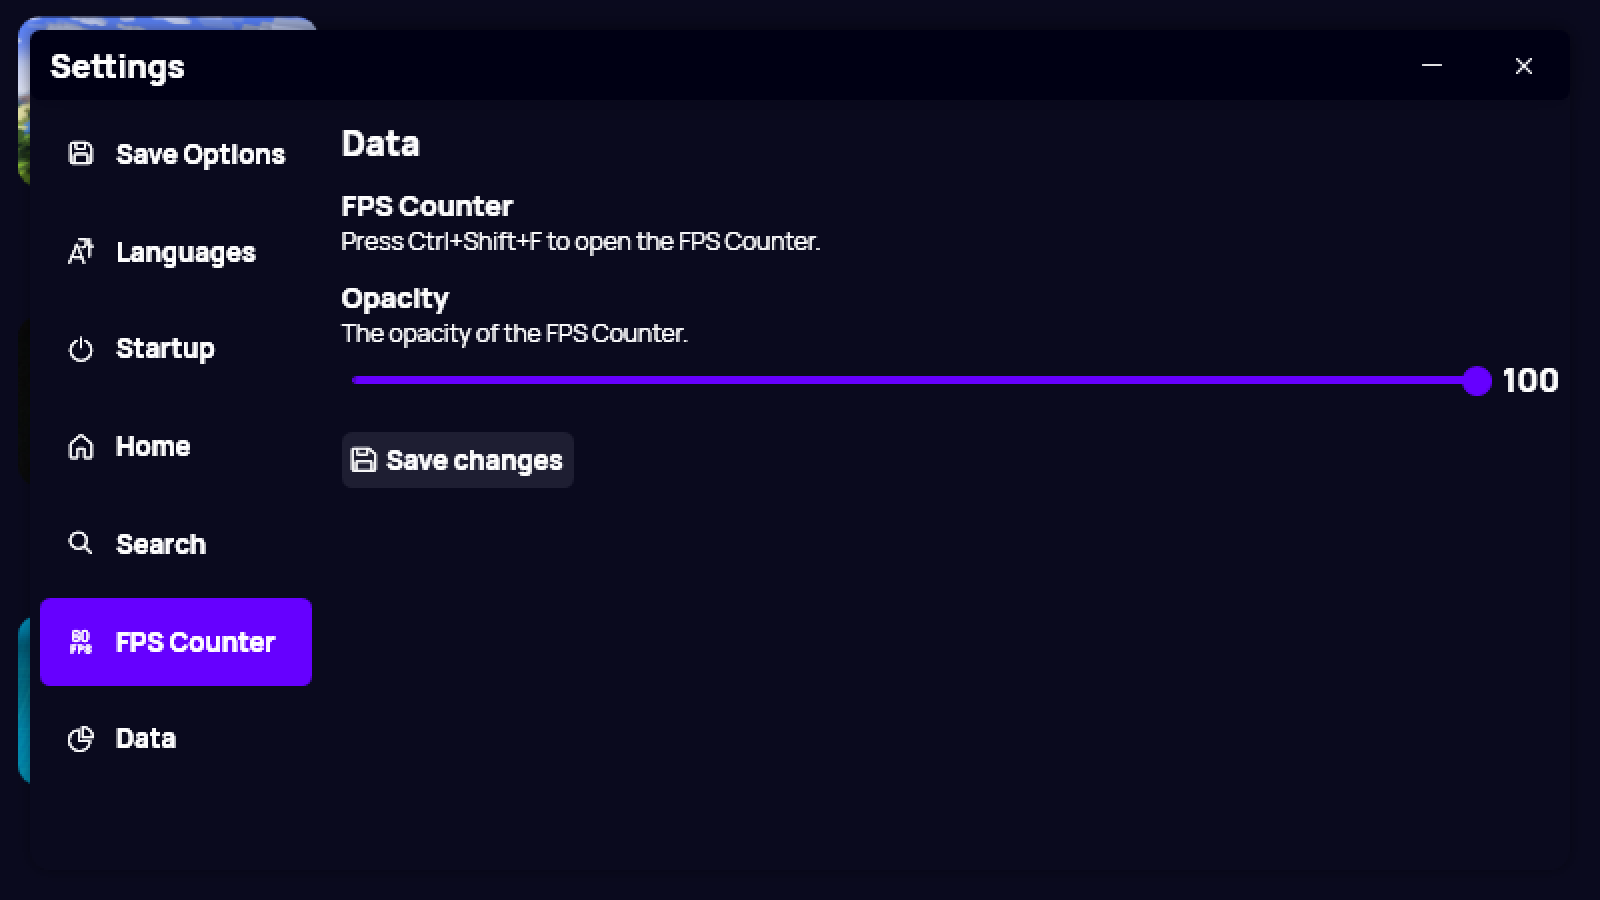 Settings
Save Options
Languages
Startup
Home
Search
60
FPS
FPS Counter
Data
Data
FPS Counter
Press Ctrl+Shift+F to open the FPS Counter.
Opacity
The opacity of the FPS Counter.
100
Save changes